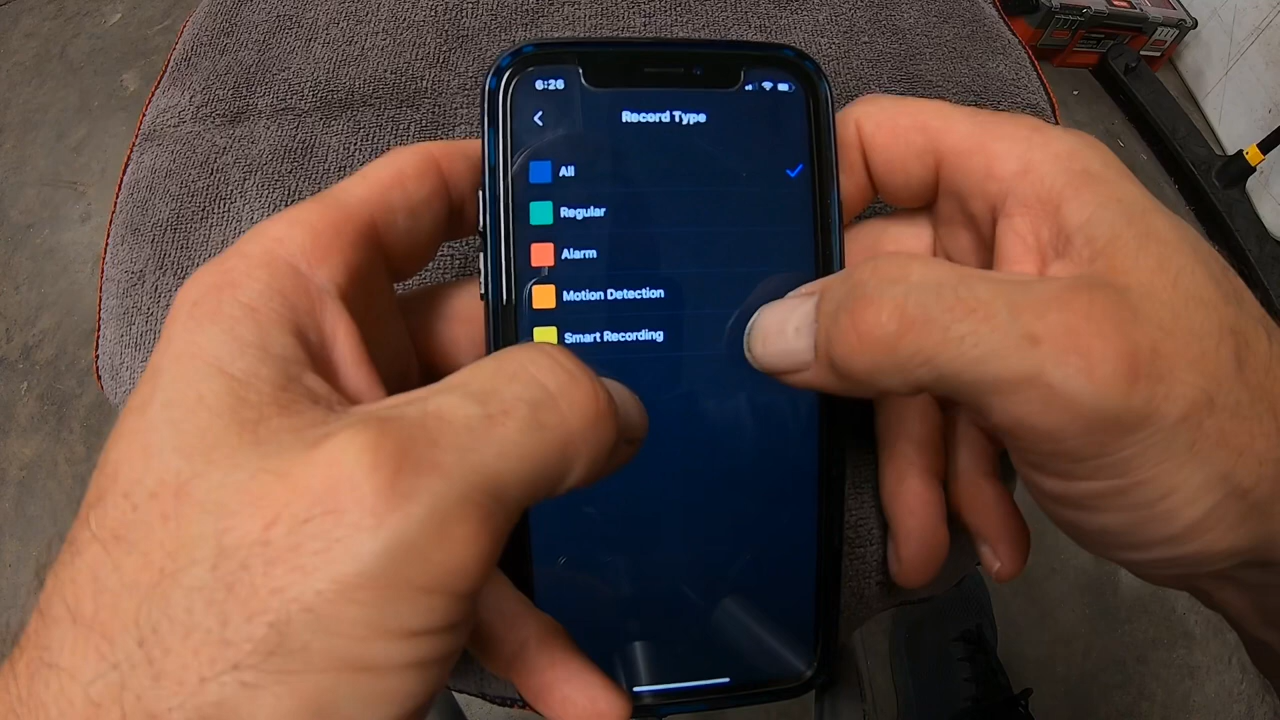 6:26
Record Type
All
Regular
Alarm
Motion Detection
Smart Recording